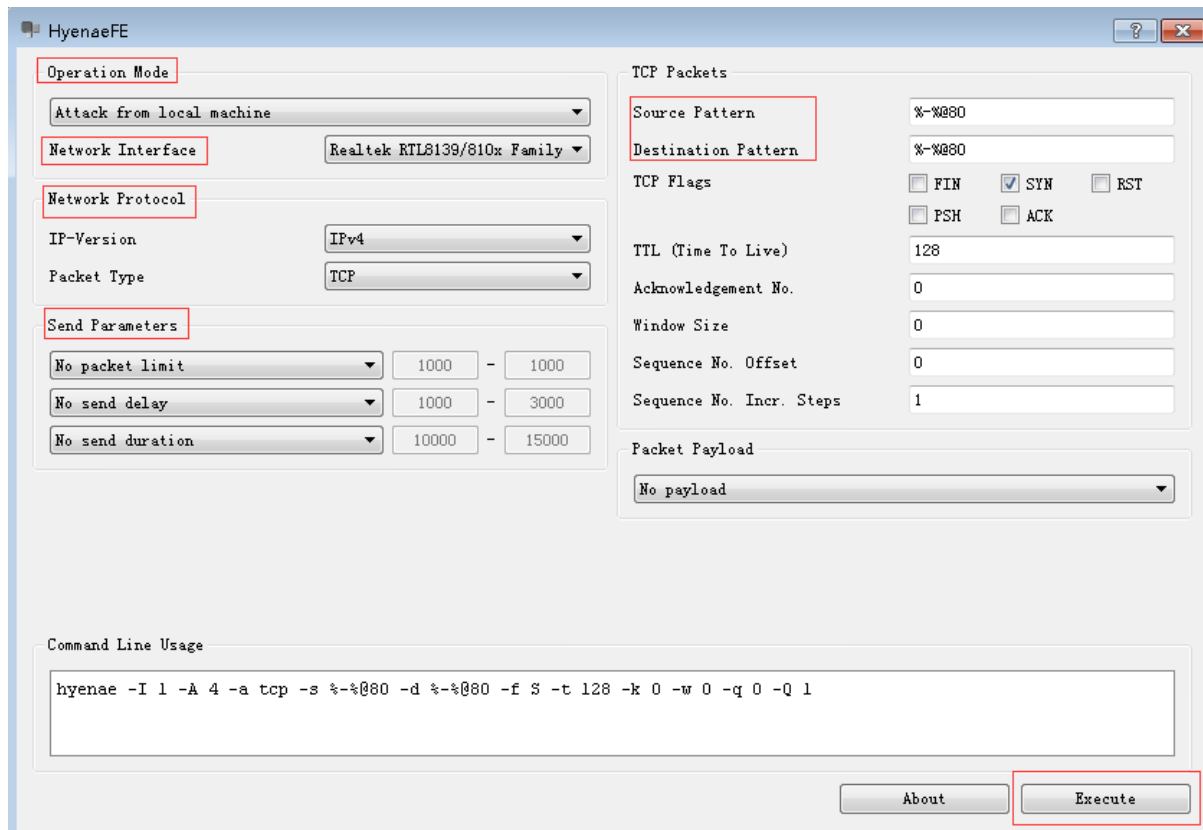 HyenaeFE
Operation Mode
Attack from local machine
Network Interface
Realtek RTL8139/810x Family
Network Protocol
IP-Version
IPv4
Packet Type
TCP
Send Parameters
No packet limit
1000 - 1000
No send delay
1000 - 3000
No send duration
10000 - 15000
TCP Packets
Source Pattern
%-%@80
Destination Pattern
%-%@80
TCP Flags
FIN SYN RST
PSH ACK
TTL (Time To Live)
128
Acknowledgement No.
0
Window Size
0
Sequence No. Offset
0
Sequence No. Incr. Steps
1
Packet Payload
No payload
Command Line Usage
hyenae -I 1 -A 4 -a tcp -s %-%@80 -d %-%@80 -f S -t 128 -k 0 -w 0 -q 0 -Q 1
About
Execute